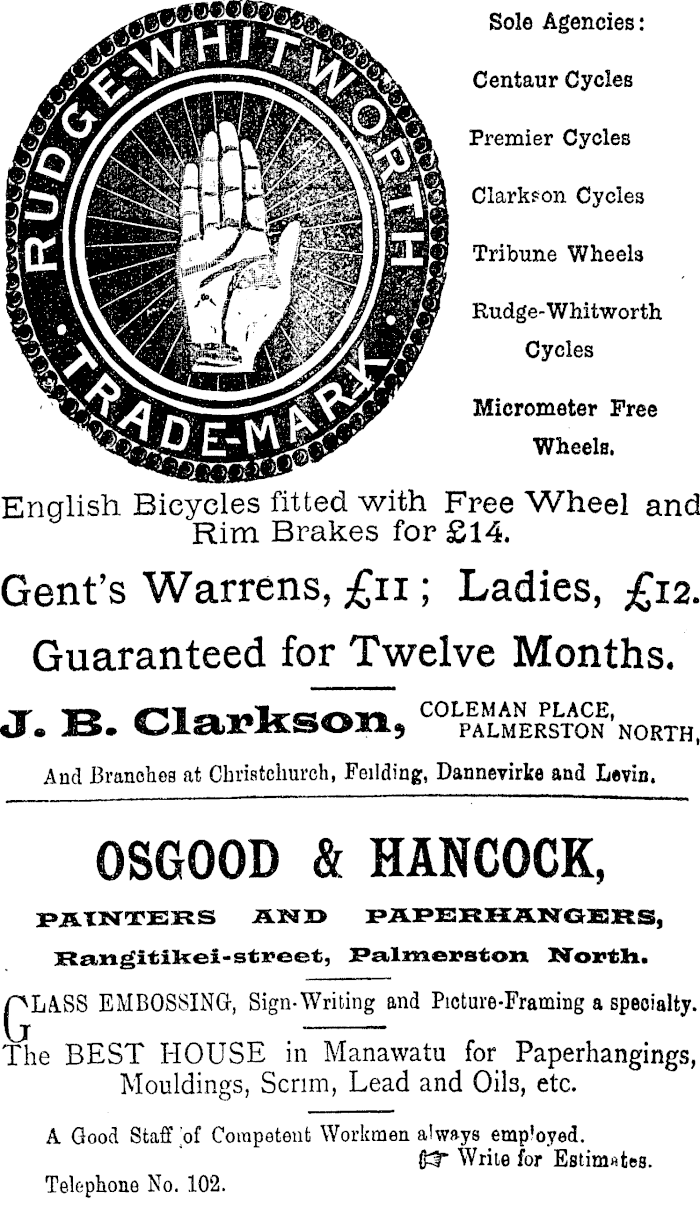 RUDGE-WHITWORTH
· TRADE-MARK ·
Sole Agencies:
Centaur Cycles
Premier Cycles
Clarkson Cycles
Tribune Wheels
Rudge-Whitworth
Cycles
Micrometer Free
Wheels.
English Bicycles fitted with Free Wheel and
Rim Brakes for £14.
Gent's Warrens, £11; Ladies, £12.
Guaranteed for Twelve Months.
J. B. Clarkson, COLEMAN PLACE,
PALMERSTON NORTH,
And Branches at Christchurch, Feilding, Dannevirke and Levin.
OSGOOD & HANCOCK,
PAINTERS AND PAPERHANGERS,
Rangitikei-street, Palmerston North.
GLASS EMBOSSING, Sign-Writing and Picture-Framing a specialty.
The BEST HOUSE in Manawatu for Paperhangings,
Mouldings, Scrim, Lead and Oils, etc.
A Good Staff of Competent Workmen always employed.
☞ Write for Estimates.
Telephone No. 102.